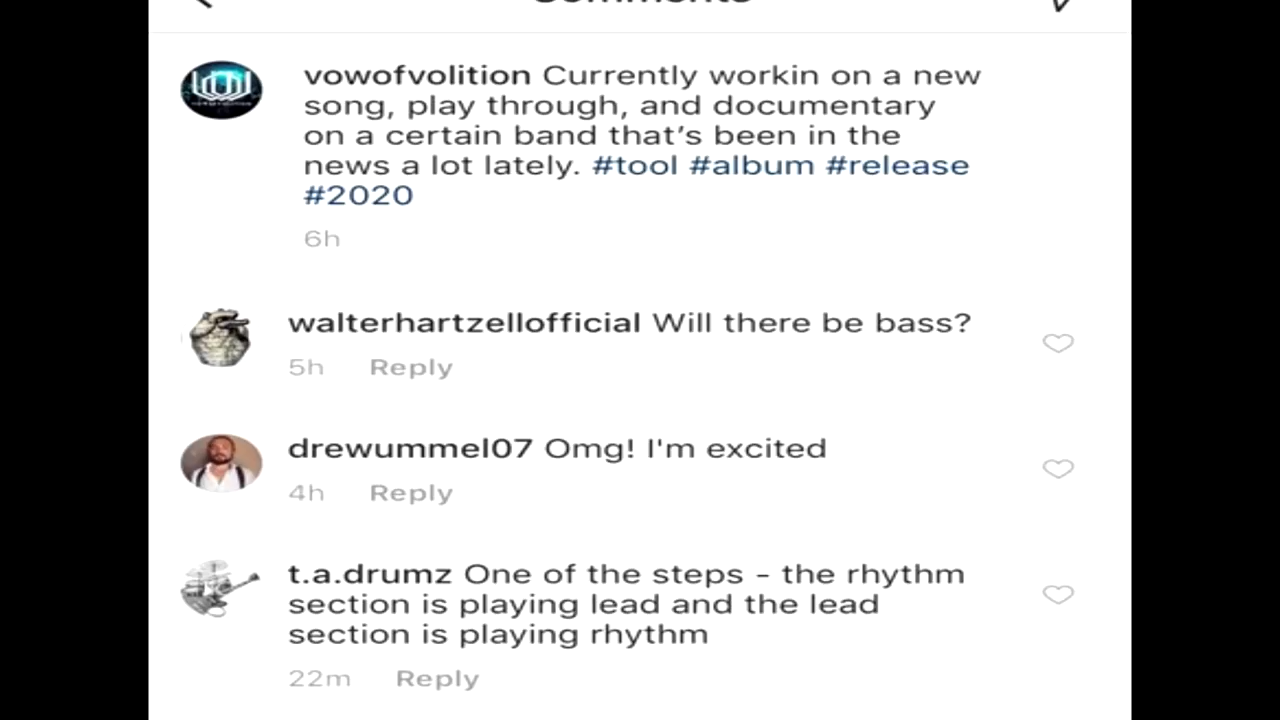 Comments
vowofvolition Currently workin on a new
song, play through, and documentary
on a certain band that’s been in the
news a lot lately. #tool #album #release
#2020
6h
walterhartzellofficial Will there be bass?
5h Reply
drewummel07 Omg! I'm excited
4h Reply
t.a.drumz One of the steps - the rhythm
section is playing lead and the lead
section is playing rhythm
22m Reply